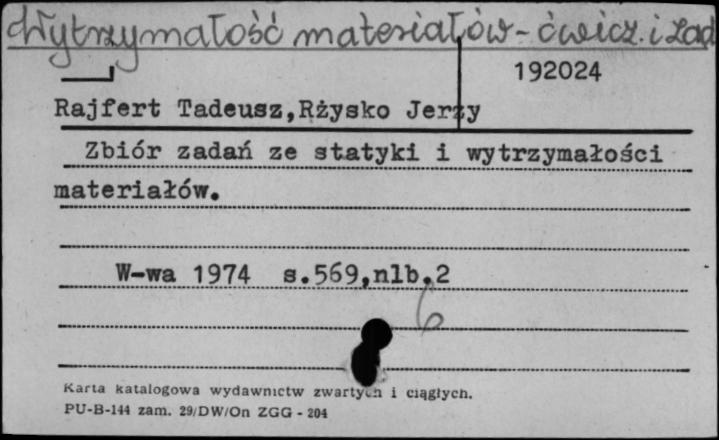 Wytrzymałość materiałów - ćwicz. i zad
192024
Rajfert Tadeusz,Rżysko Jerzy
Zbiór zadań ze statyki i wytrzymałości
materiałów.
W-wa 1974 s.569,nlb.2
6
Karta katalogowa wydawnictw zwartych i ciągłych.
PU-B-144 zam. 29/DW/On ZGG - 204